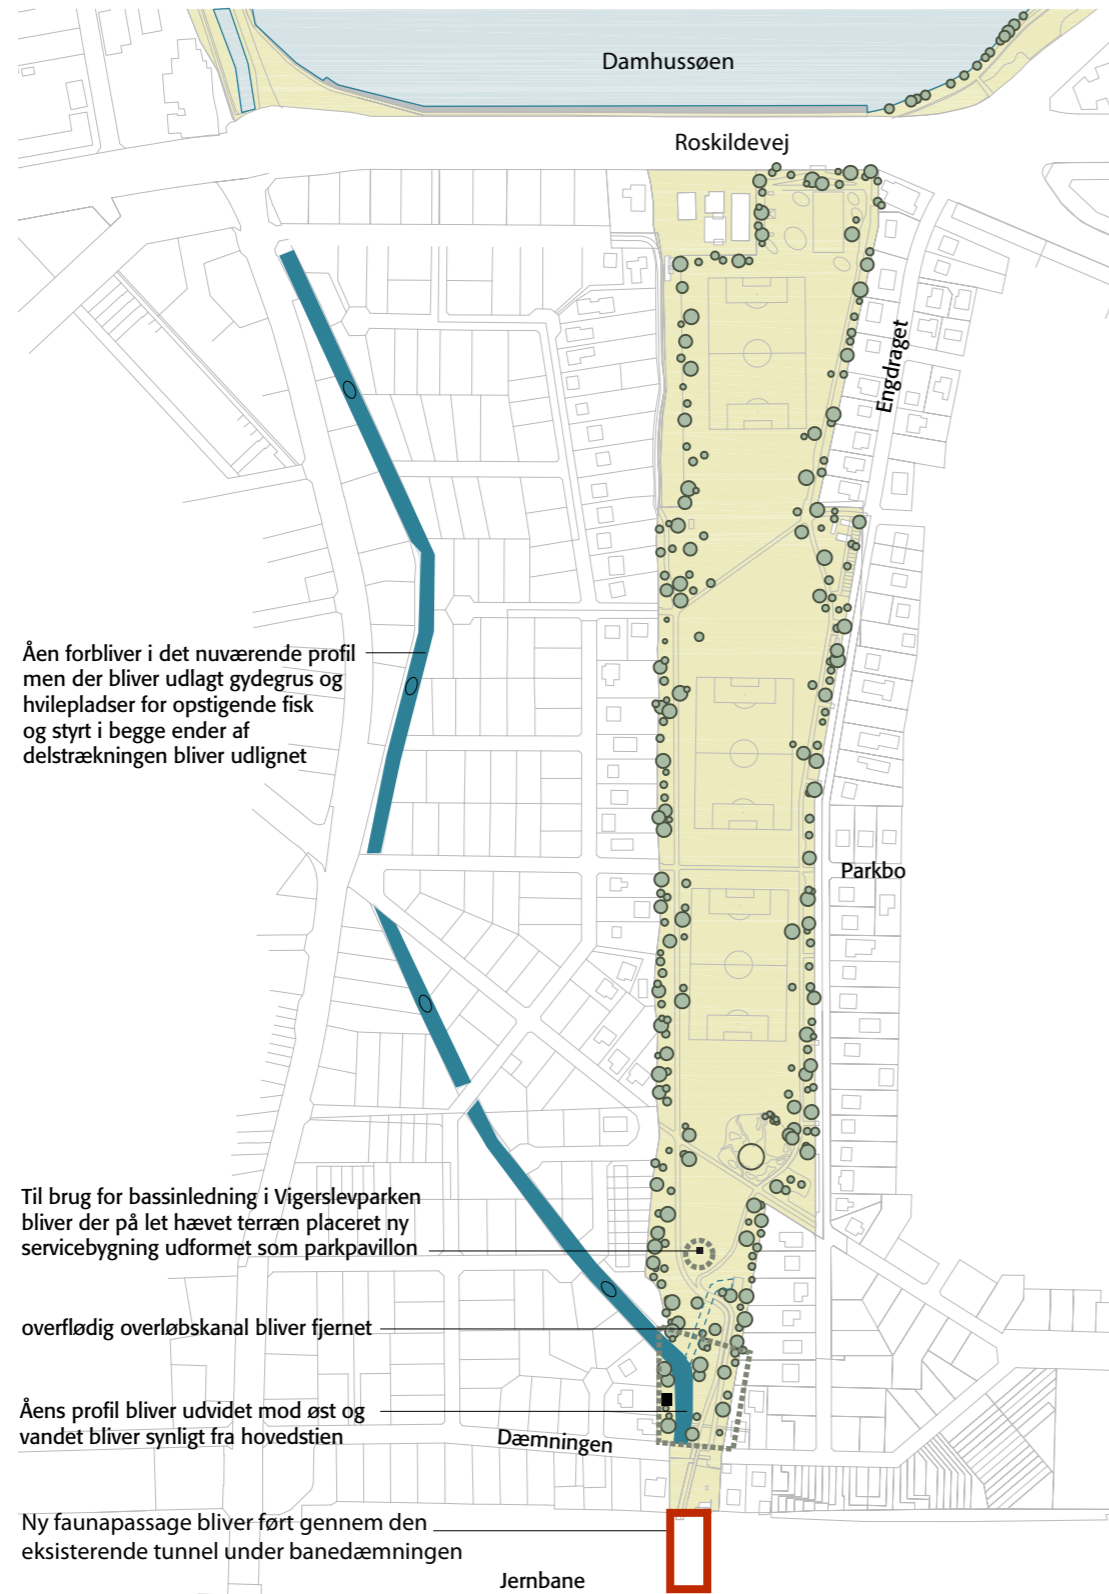 Damhussøen
Roskildevej
Engdraget
Åen forbliver i det nuværende profil
men der bliver udlagt gydegrus og
hvilepladser for opstigende fisk
og styrt i begge ender af
delstrækningen bliver udlignet
Parkbo
Til brug for bassinledning i Vigerslevparken
bliver der på let hævet terræn placeret ny
servicebygning udformet som parkpavillon
overflødig overløbskanal bliver fjernet
Åens profil bliver udvidet mod øst og
vandet bliver synligt fra hovedstien
Dæmningen
Ny faunapassage bliver ført gennem den
eksisterende tunnel under banedæmningen
Jernbane